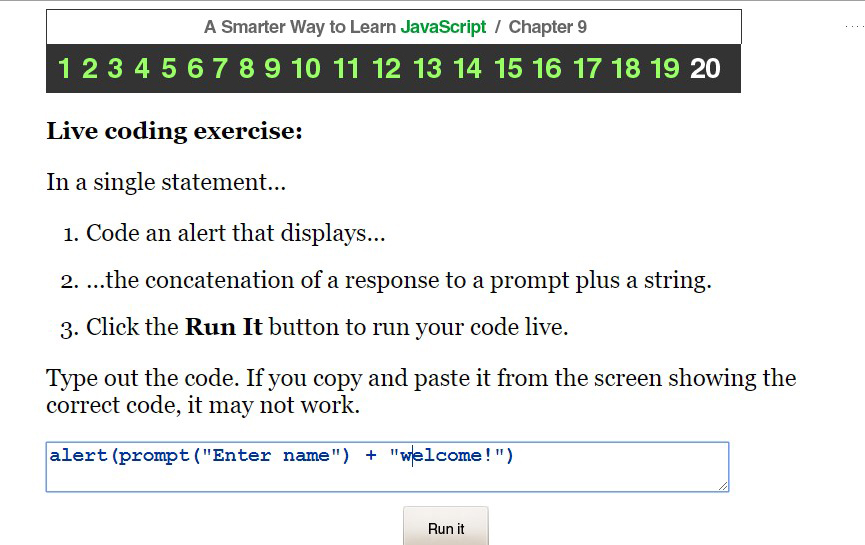 A Smarter Way to Learn JavaScript / Chapter 9
1 2 3 4 5 6 7 8 9 10 11 12 13 14 15 16 17 18 19 20
Live coding exercise:
In a single statement...
1. Code an alert that displays...
2. ...the concatenation of a response to a prompt plus a string.
3. Click the Run It button to run your code live.
Type out the code. If you copy and paste it from the screen showing the
correct code, it may not work.
alert(prompt("Enter name") + "welcome!")
Run it